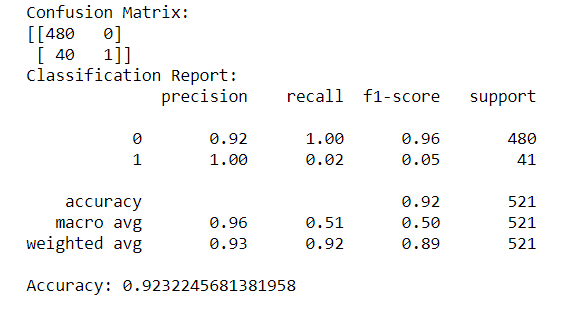 Confusion Matrix:
[[480   0]
 [ 40   1]]
Classification Report:
              precision    recall  f1-score   support

           0       0.92      1.00      0.96       480
           1       1.00      0.02      0.05        41

    accuracy                           0.92       521
   macro avg       0.96      0.51      0.50       521
weighted avg       0.93      0.92      0.89       521

Accuracy: 0.9232245681381958